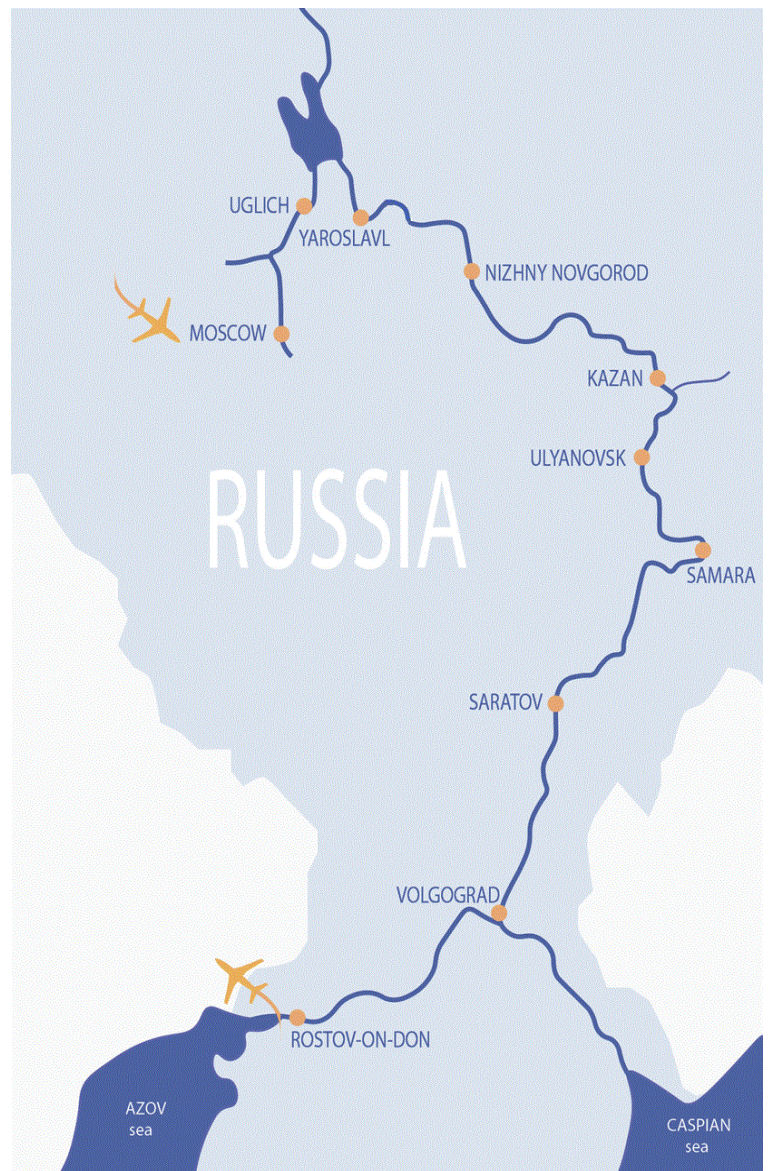 UGLICH
YAROSLAVL
NIZHNY NOVGOROD
MOSCOW
KAZAN
ULYANOVSK
RUSSIA
SAMARA
SARATOV
VOLGOGRAD
ROSTOV-ON-DON
AZOV
sea
CASPIAN
sea